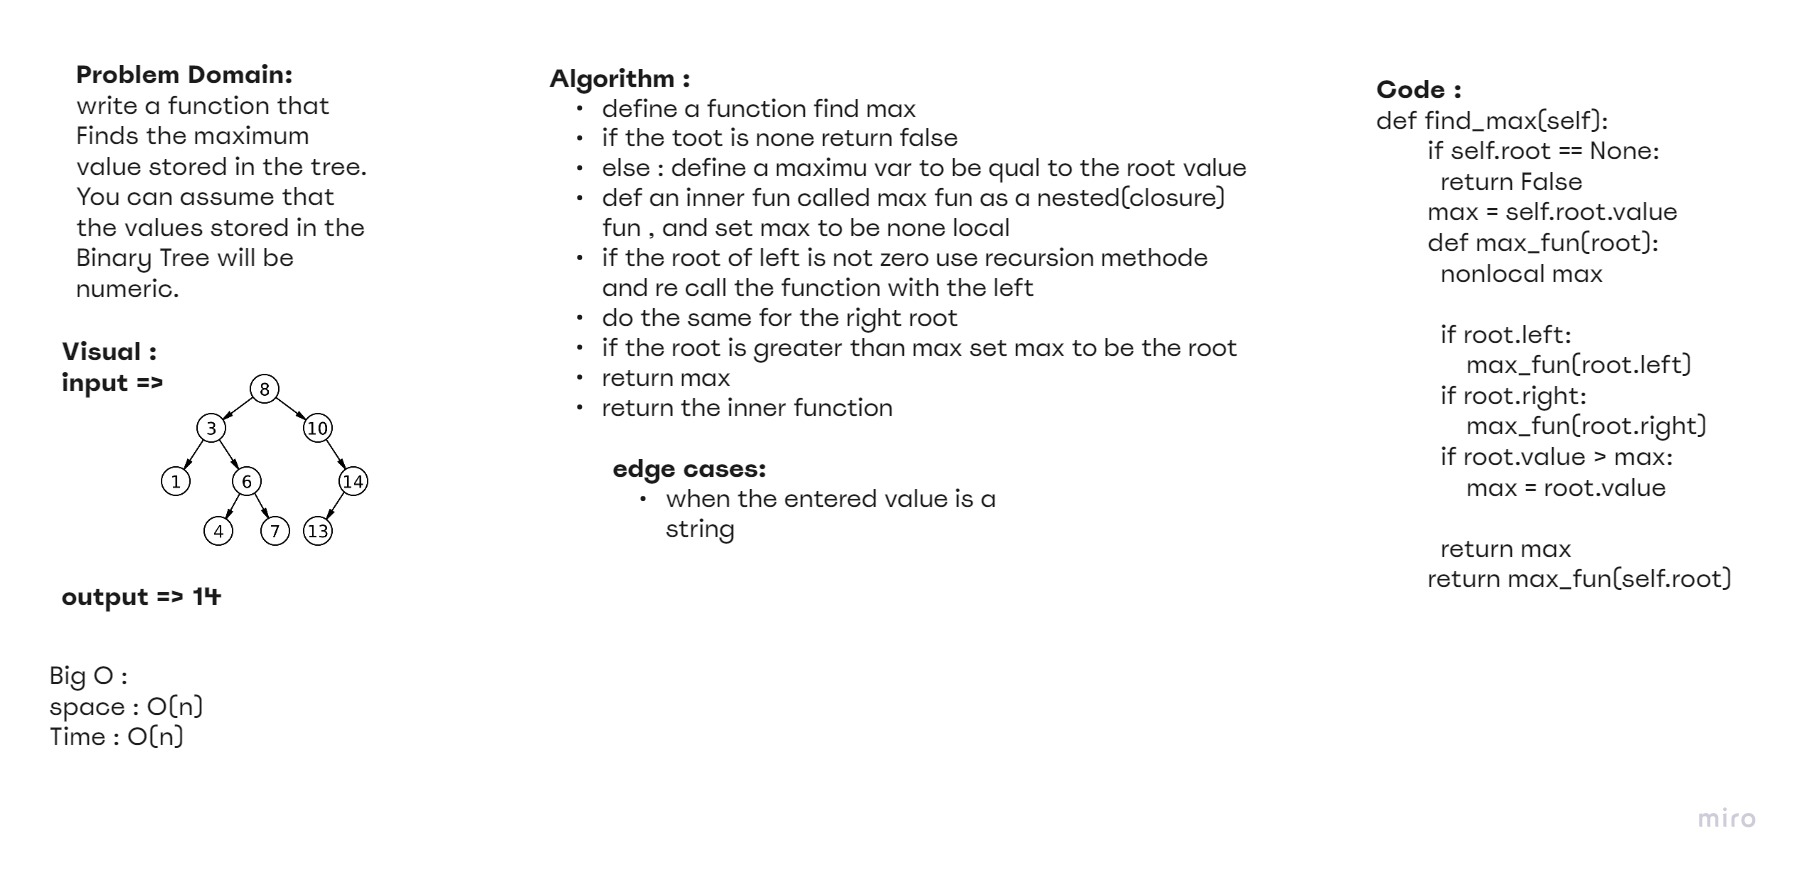 Problem Domain:
write a function that
Finds the maximum
value stored in the tree.
You can assume that
the values stored in the
Binary Tree will be
numeric.
Visual :
input =>
8
3
10
1
6
14
4
7
13
output => 14
Big O :
space : O(n)
Time : O(n)
Algorithm :
• define a function find max
• if the toot is none return false
• else : define a maximu var to be qual to the root value
• def an inner fun called max fun as a nested(closure)
fun , and set max to be none local
• if the root of left is not zero use recursion methode
and re call the function with the left
• do the same for the right root
• if the root is greater than max set max to be the root
• return max
• return the inner function
edge cases:
• when the entered value is a
string
Code :
def find_max(self):
if self.root == None:
return False
max = self.root.value
def max_fun(root):
nonlocal max
if root.left:
max_fun(root.left)
if root.right:
max_fun(root.right)
if root.value > max:
max = root.value
return max
return max_fun(self.root)
miro